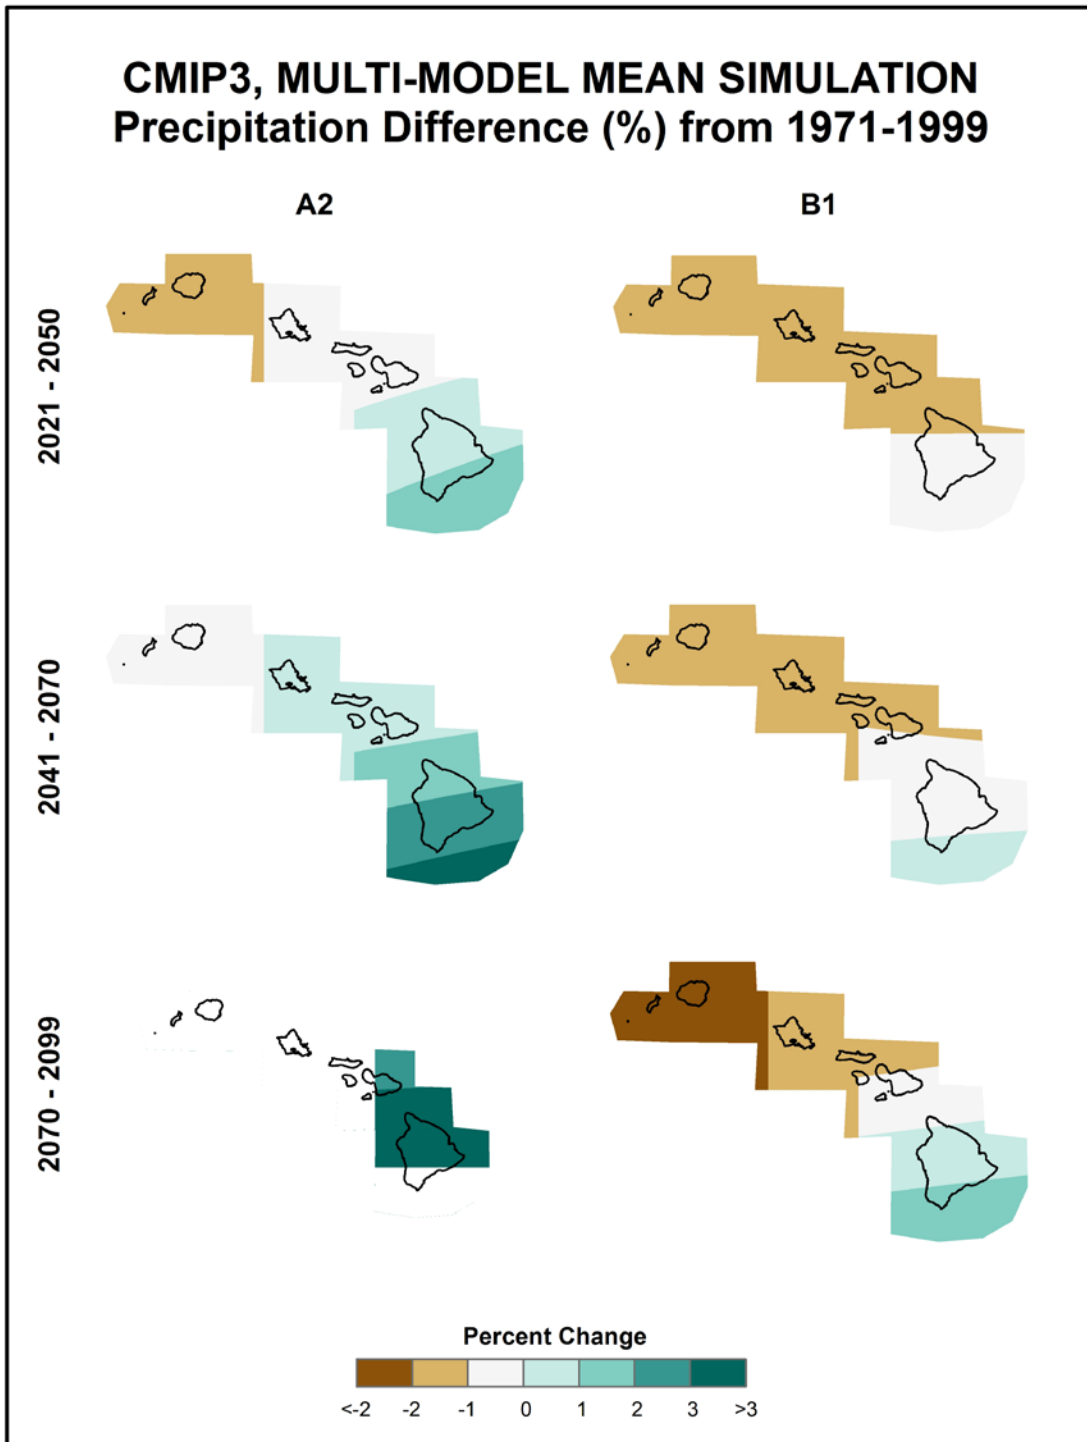 CMIP3, MULTI-MODEL MEAN SIMULATION
Precipitation Difference (%) from 1971-1999
A2 B1
2021 - 2050
2041 - 2070
2070 - 2099
Percent Change
<-2 -2 -1 0 1 2 3 >3